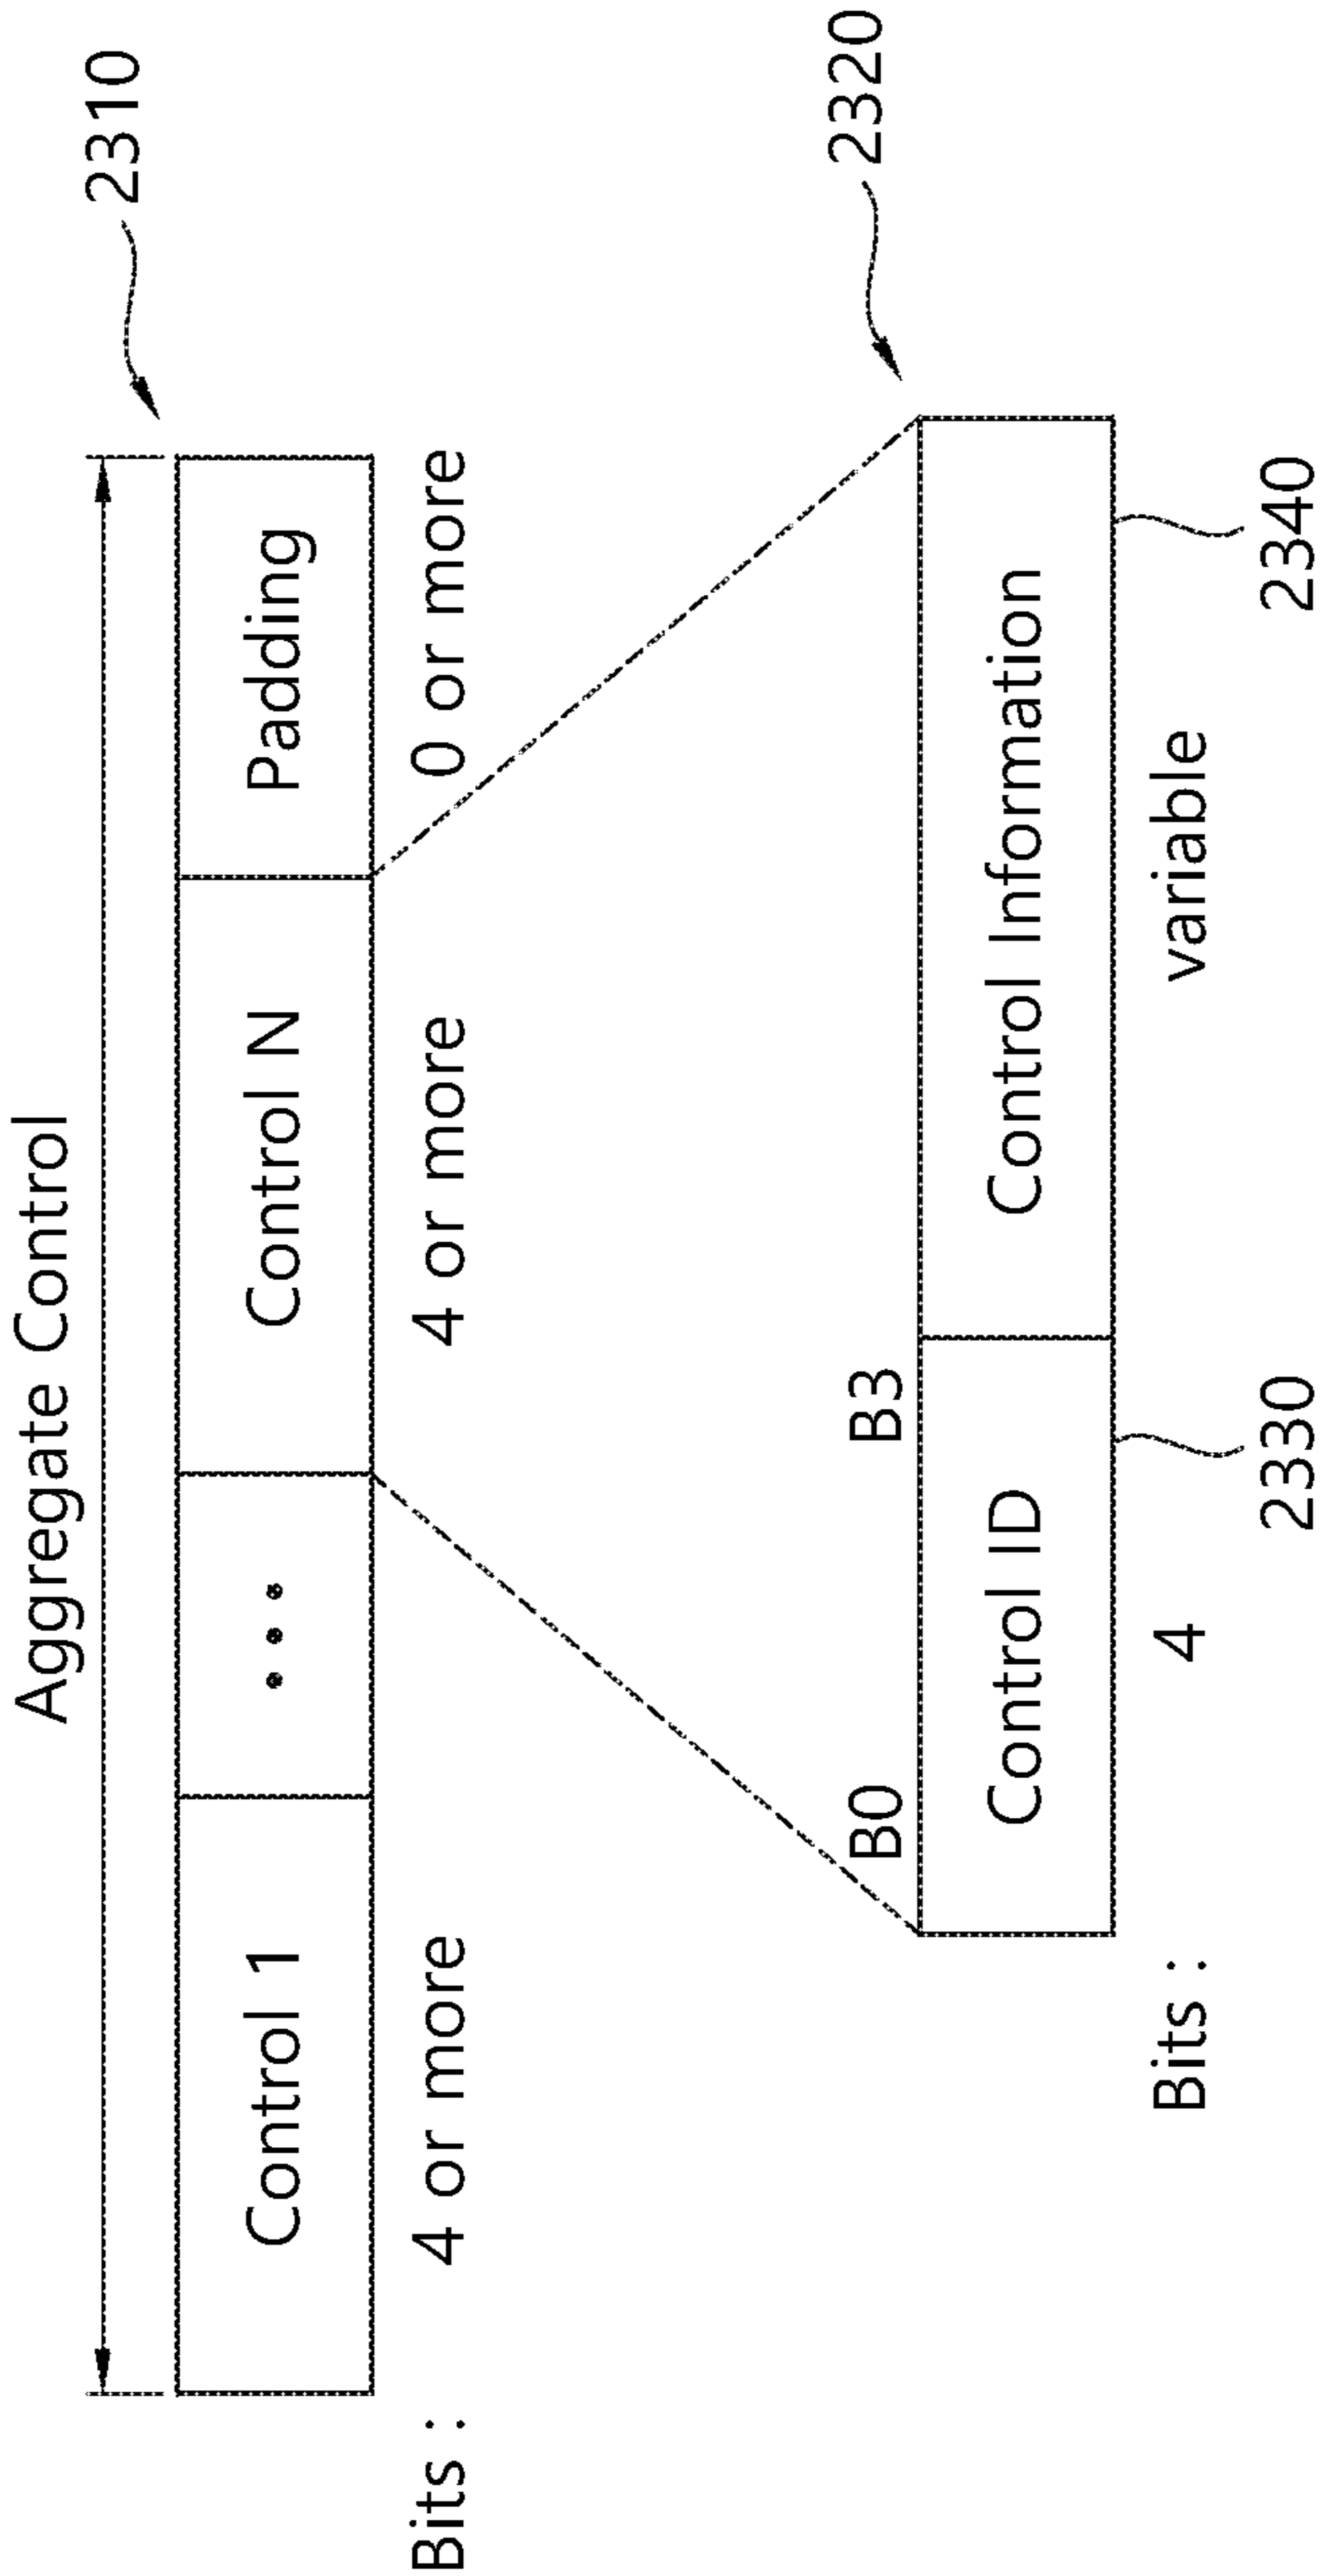 Aggregate Control
2310
Control 1 ... Control N Padding
Bits : 4 or more 4 or more 0 or more
2320
B0 B3
Control ID Control Information
Bits : 4 variable
2330 2340